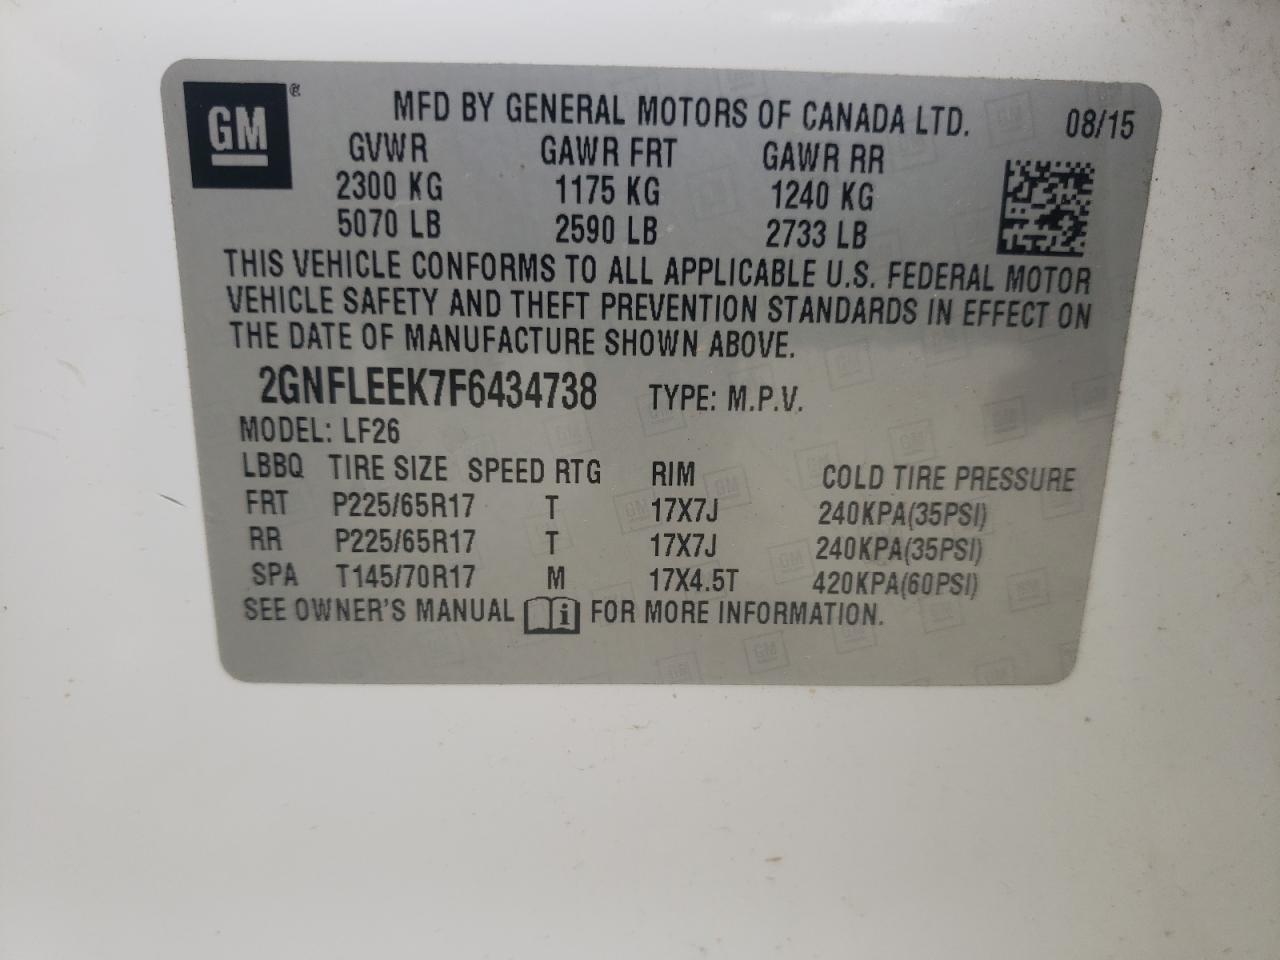 GM ®
MFD BY GENERAL MOTORS OF CANADA LTD. 08/15
GVWR GAWR FRT GAWR RR
2300 KG 1175 KG 1240 KG
5070 LB 2590 LB 2733 LB
THIS VEHICLE CONFORMS TO ALL APPLICABLE U.S. FEDERAL MOTOR
VEHICLE SAFETY AND THEFT PREVENTION STANDARDS IN EFFECT ON
THE DATE OF MANUFACTURE SHOWN ABOVE.
2GNFLEEK7F6434738 TYPE: M.P.V.
MODEL: LF26
LBBQ TIRE SIZE SPEED RTG RIM COLD TIRE PRESSURE
FRT P225/65R17 T 17X7J 240KPA(35PSI)
RR P225/65R17 T 17X7J 240KPA(35PSI)
SPA T145/70R17 M 17X4.5T 420KPA(60PSI)
SEE OWNER'S MANUAL i FOR MORE INFORMATION.